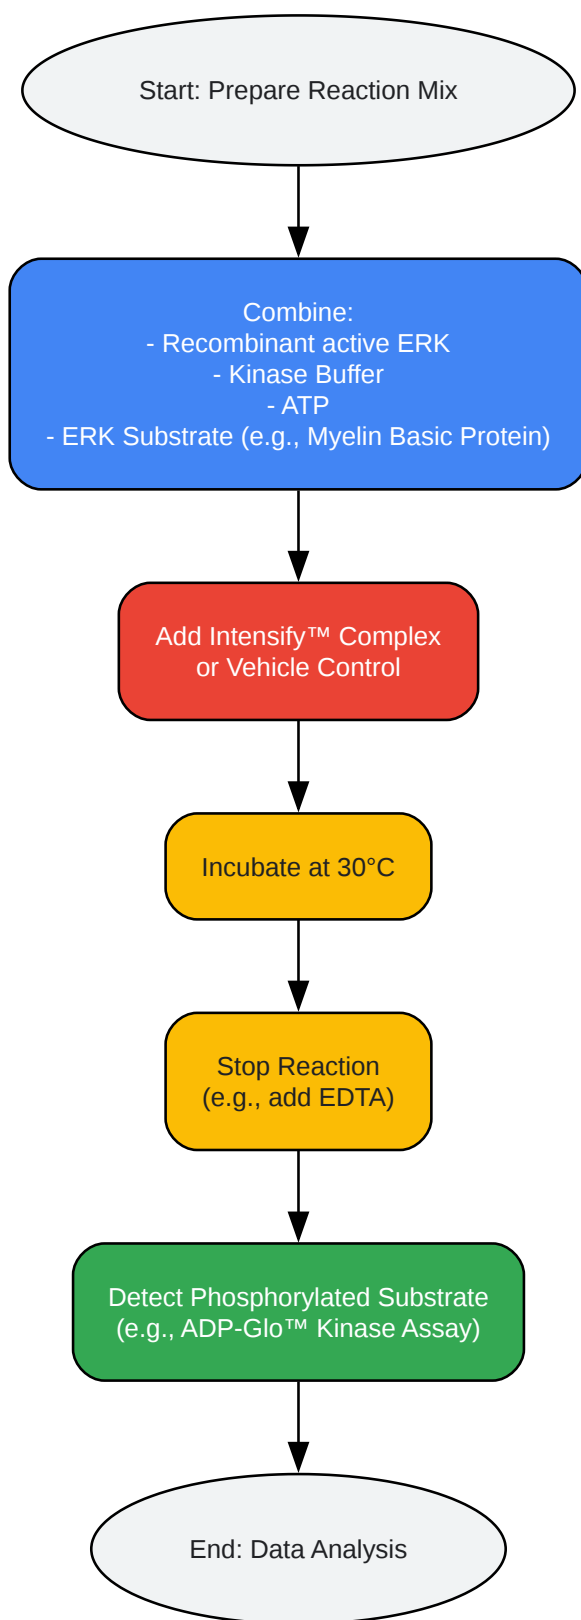 Start: Prepare Reaction Mix
Combine:
- Recombinant active ERK
- Kinase Buffer
- ATP
- ERK Substrate (e.g., Myelin Basic Protein)
Add Intensify™ Complex
or Vehicle Control
Incubate at 30°C
Stop Reaction
(e.g., add EDTA)
Detect Phosphorylated Substrate
(e.g., ADP-Glo™ Kinase Assay)
End: Data Analysis